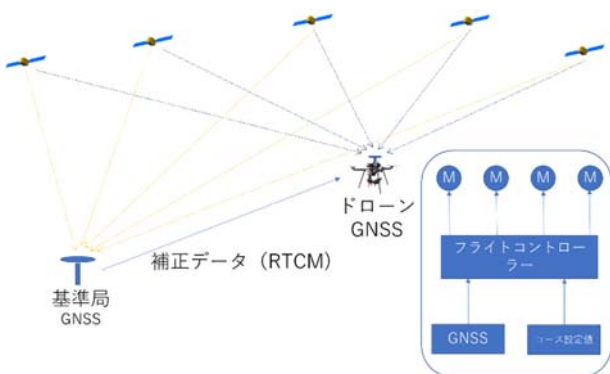 M M M M
ドローン
GNSS
フライトコントロー
ラー
補正データ（RTCM）
基準局
GNSS
GNSS
コース設定値